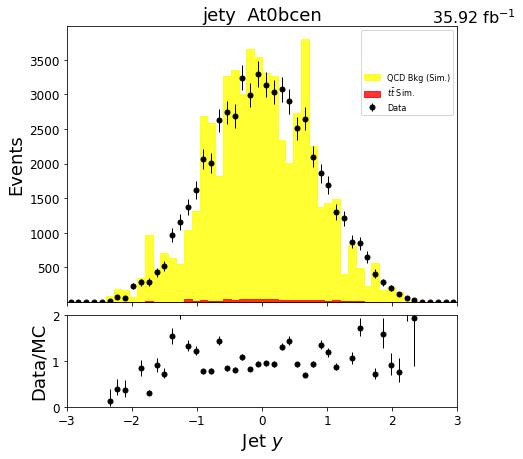 jety At0bcen
35.92 fb⁻¹
Events
3500
3000
2500
2000
1500
1000
500
QCD Bkg (Sim.)
tt̄ Sim.
Data
Data/MC
2
1
0
−3 −2 −1 0 1 2 3
Jet y